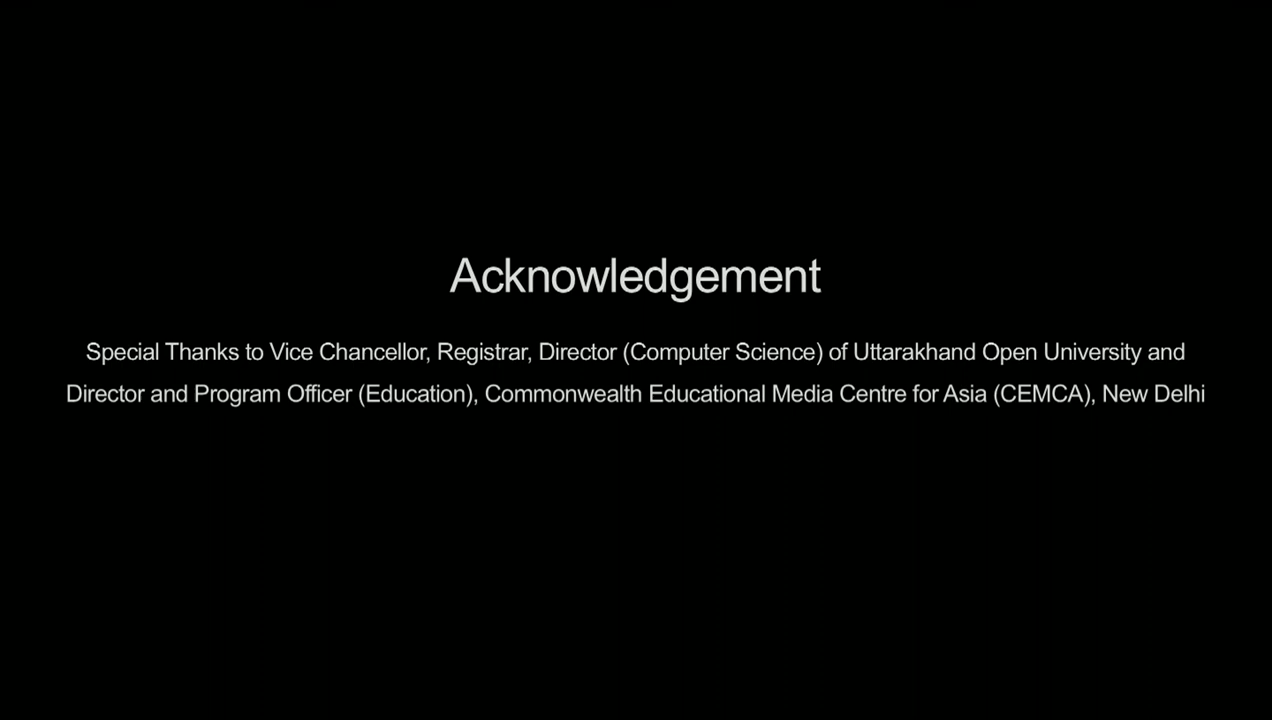 Acknowledgement
Special Thanks to Vice Chancellor, Registrar, Director (Computer Science) of Uttarakhand Open University and
Director and Program Officer (Education), Commonwealth Educational Media Centre for Asia (CEMCA), New Delhi